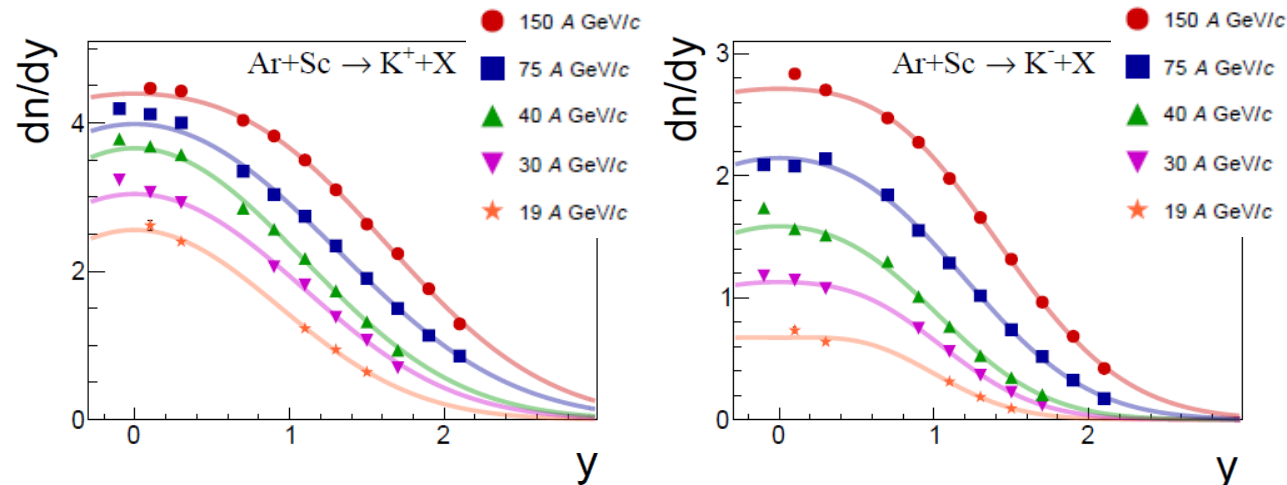 150 A GeV/c
75 A GeV/c
40 A GeV/c
30 A GeV/c
19 A GeV/c
Ar+Sc → K⁺+X
dn/dy
4
2
0
0
1
2
y
150 A GeV/c
75 A GeV/c
40 A GeV/c
30 A GeV/c
19 A GeV/c
Ar+Sc → K⁻+X
dn/dy
3
2
1
0
0
1
2
y